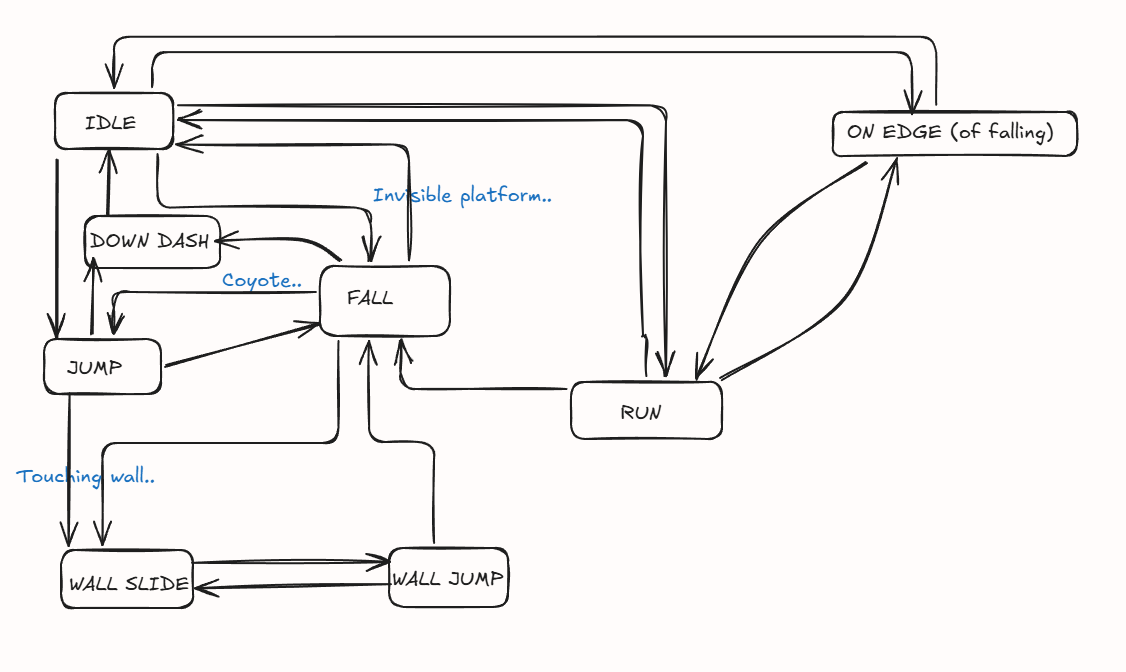 IDLE
ON EDGE (of falling)
Invisible platform..
DOWN DASH
Coyote..
FALL
JUMP
RUN
Touching wall..
WALL SLIDE
WALL JUMP